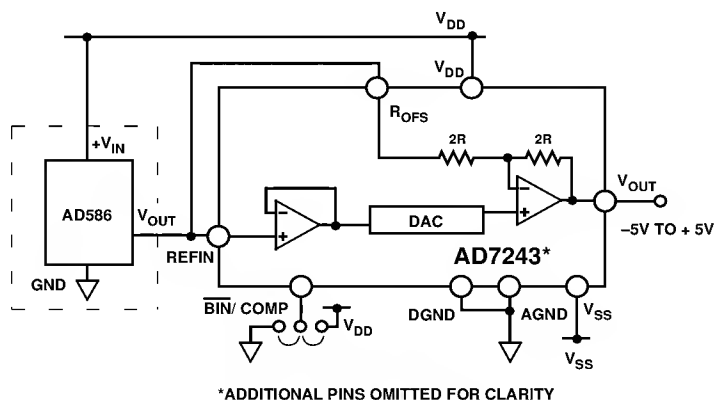 VDD
VDD
ROFS
+VIN
2R
2R
AD586
VOUT
VOUT
−
+
−
+
DAC
−5V TO + 5V
REFIN
AD7243*
GND
BIN/ COMP
VDD
DGND
AGND
VSS
VSS
*ADDITIONAL PINS OMITTED FOR CLARITY